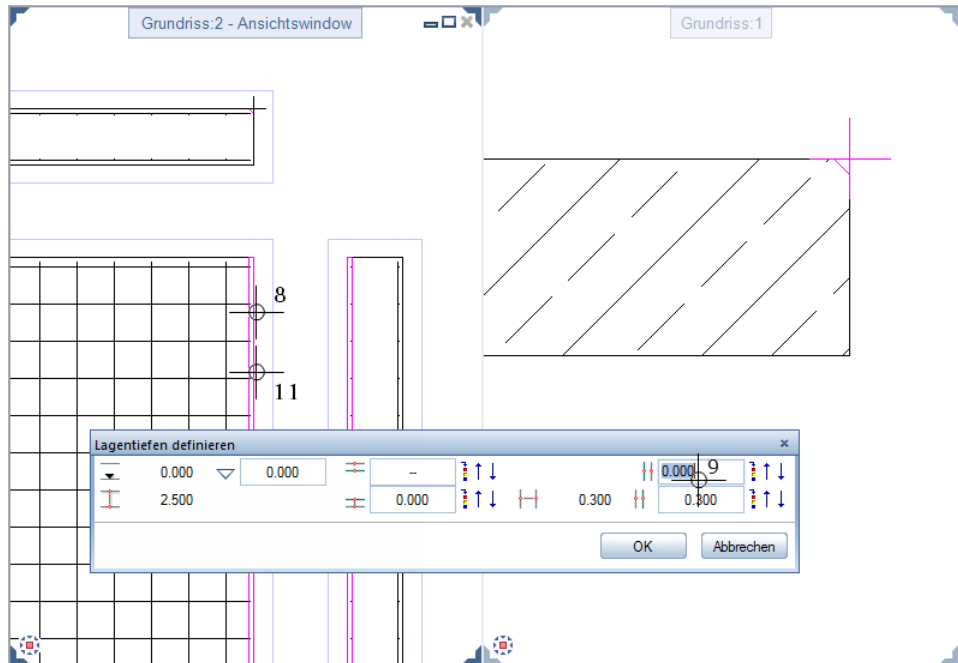 Grundriss:2 - Ansichtswindow
Grundriss:1
8
11
Lagentiefen definieren
0.000 0.000 -- 0.000 9
2.500 0.000 0.300 0.300
OK Abbrechen